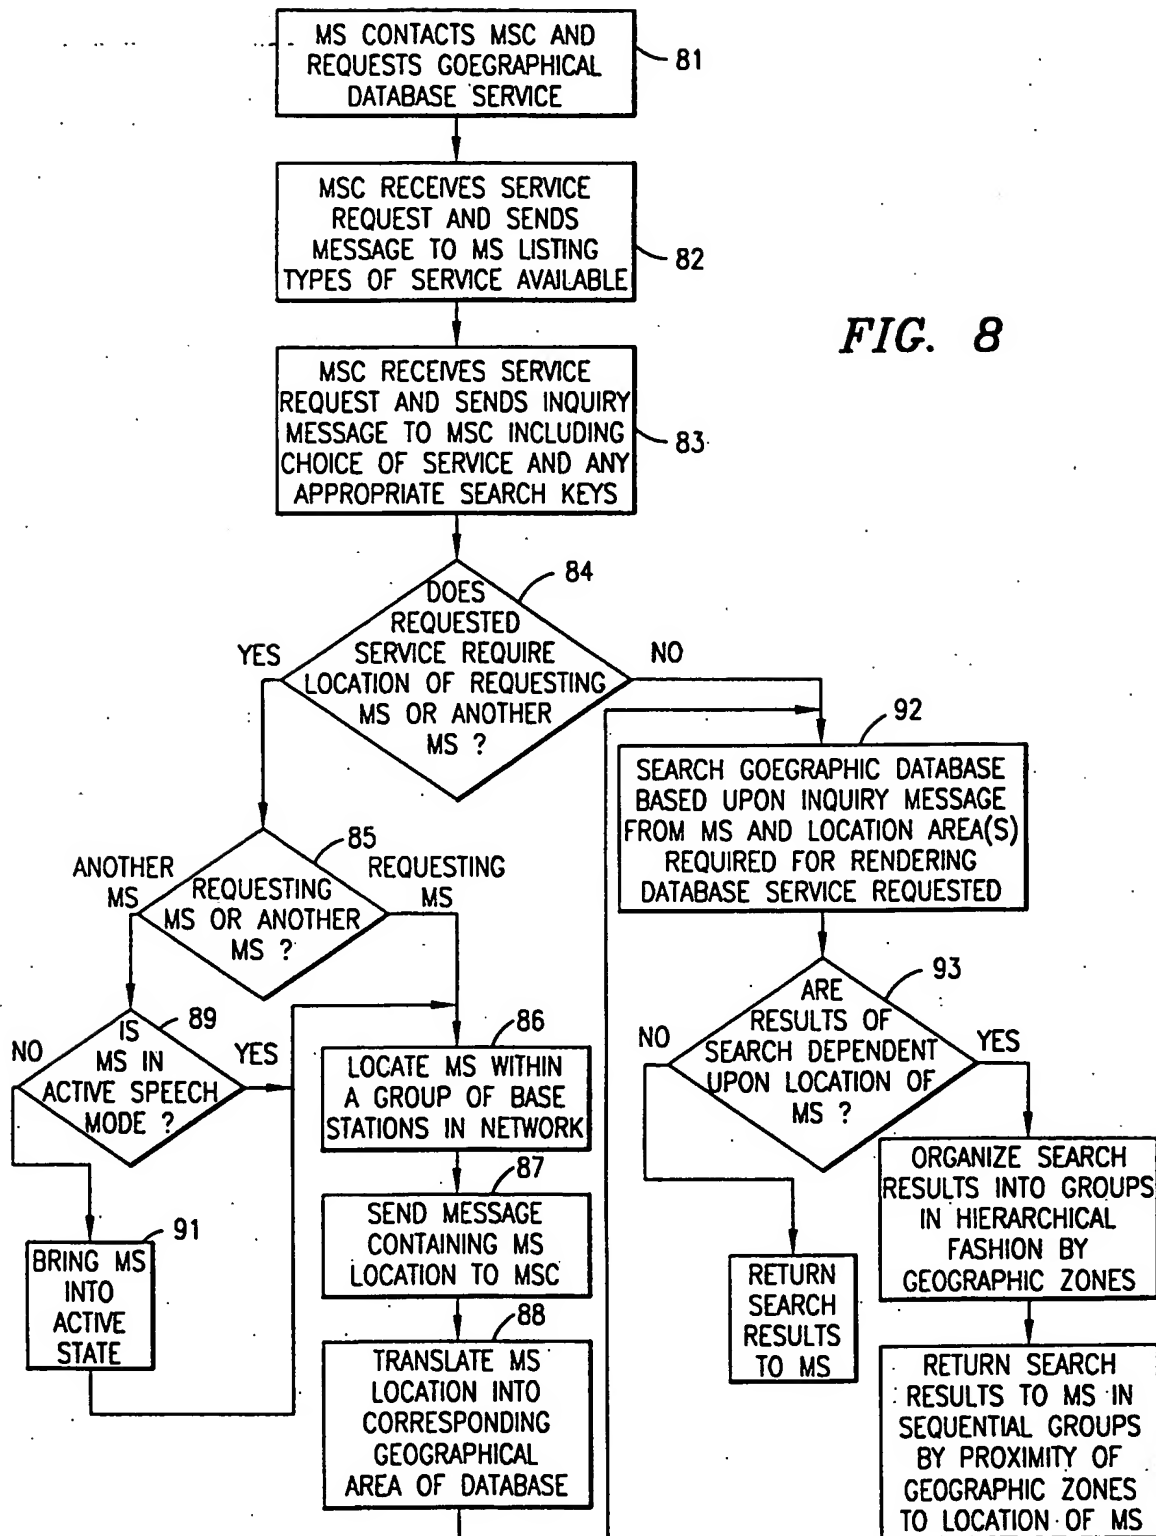 MS CONTACTS MSC AND
REQUESTS GOEGRAPHICAL
DATABASE SERVICE
81
MSC RECEIVES SERVICE
REQUEST AND SENDS
MESSAGE TO MS LISTING
TYPES OF SERVICE AVAILABLE
82
FIG. 8
MSC RECEIVES SERVICE
REQUEST AND SENDS INQUIRY
MESSAGE TO MSC INCLUDING
CHOICE OF SERVICE AND ANY
APPROPRIATE SEARCH KEYS
83
84
DOES
REQUESTED
SERVICE REQUIRE
LOCATION OF REQUESTING
MS OR ANOTHER
MS ?
YES
NO
85
ANOTHER
MS
REQUESTING
MS
REQUESTING
MS OR ANOTHER
MS ?
89
IS
MS IN
ACTIVE SPEECH
MODE ?
NO
YES
91
BRING MS
INTO
ACTIVE
STATE
86
LOCATE MS WITHIN
A GROUP OF BASE
STATIONS IN NETWORK
87
SEND MESSAGE
CONTAINING MS
LOCATION TO MSC
88
TRANSLATE MS
LOCATION INTO
CORRESPONDING
GEOGRAPHICAL
AREA OF DATABASE
92
SEARCH GOEGRAPHIC DATABASE
BASED UPON INQUIRY MESSAGE
FROM MS AND LOCATION AREA(S)
REQUIRED FOR RENDERING
DATABASE SERVICE REQUESTED
93
ARE
RESULTS OF
SEARCH DEPENDENT
UPON LOCATION OF
MS ?
NO
YES
RETURN
SEARCH
RESULTS
TO MS
ORGANIZE SEARCH
RESULTS INTO GROUPS
IN HIERARCHICAL
FASHION BY
GEOGRAPHIC ZONES
RETURN SEARCH
RESULTS TO MS IN
SEQUENTIAL GROUPS
BY PROXIMITY OF
GEOGRAPHIC ZONES
TO LOCATION OF MS